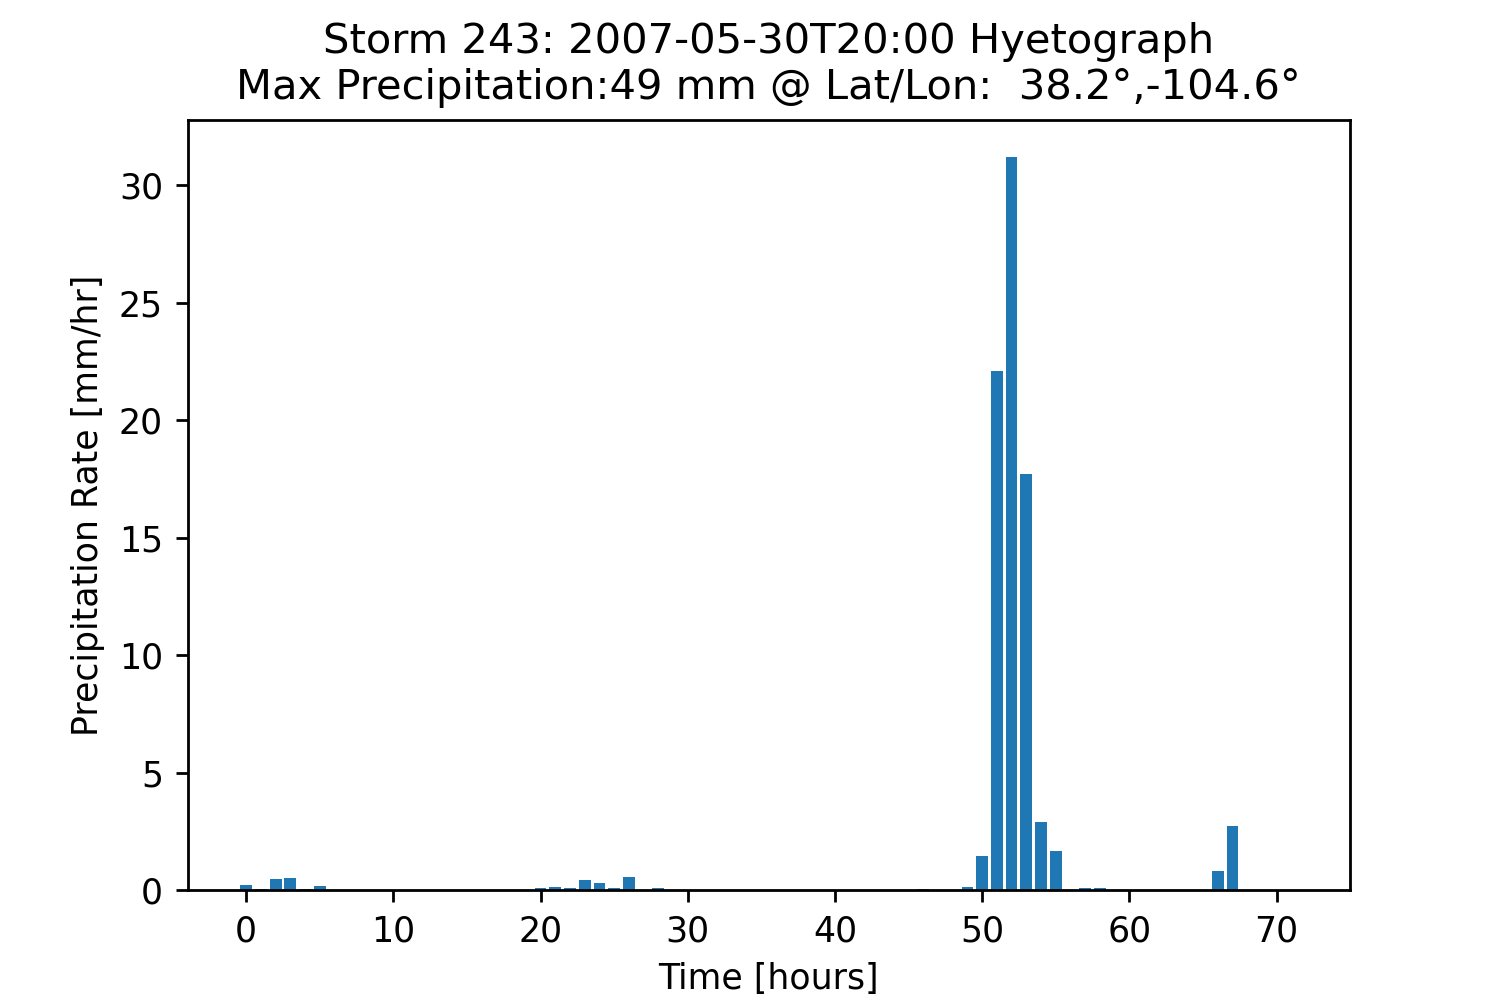 Storm 243: 2007-05-30T20:00 Hyetograph
Max Precipitation:49 mm @ Lat/Lon:  38.2°,-104.6°
Precipitation Rate [mm/hr]
30
25
20
15
10
5
0
0 10 20 30 40 50 60 70
Time [hours]